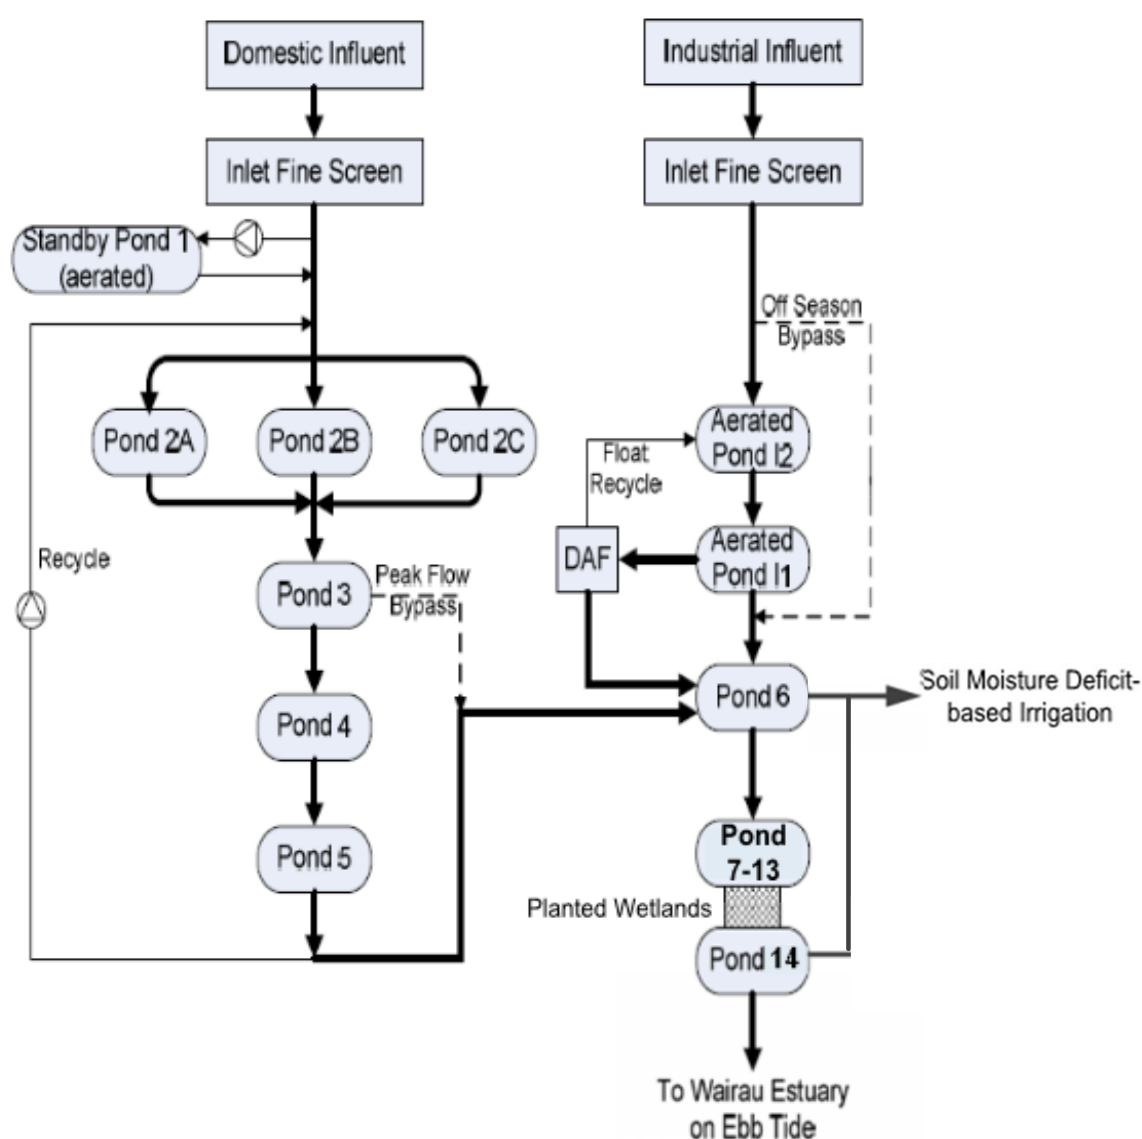 Domestic Influent
Industrial Influent
Inlet Fine Screen
Inlet Fine Screen
Standby Pond 1
(aerated)
Off Season
Bypass
Pond 2A
Pond 2B
Pond 2C
Aerated
Pond I2
Float
Recycle
Recycle
DAF
Aerated
Pond I1
Pond 3
Peak Flow
Bypass
Pond 4
Pond 6
Soil Moisture Deficit-
based Irrigation
Pond 5
Pond
7-13
Planted Wetlands
Pond 14
To Wairau Estuary
on Ebb Tide